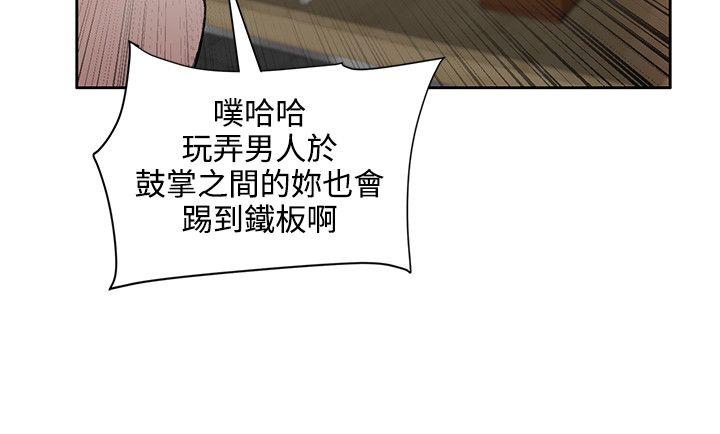 噗哈哈
玩弄男人於
鼓掌之間的妳也會
踢到鐵板啊